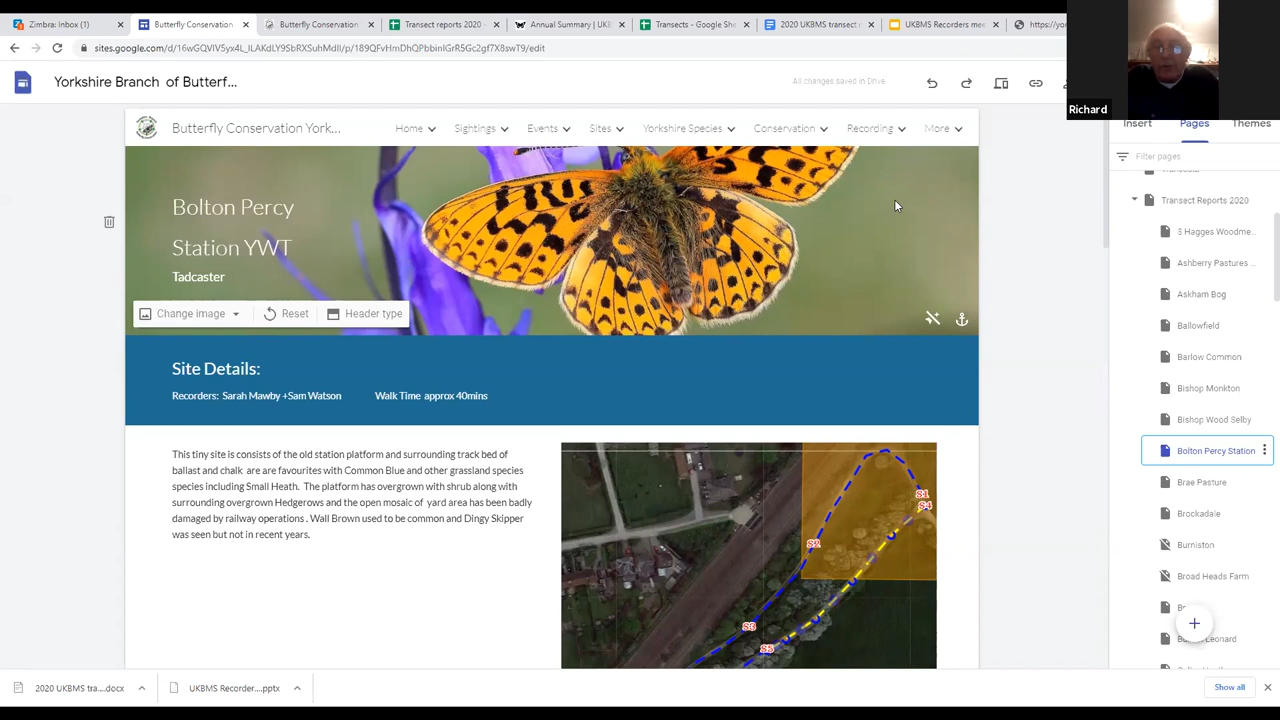 Zimbra: Inbox (1)
Butterfly Conservation
Butterfly Conservation
Transect reports 2020 -
Annual Summary | UKB
Transects - Google She
2020 UKBMS transect r
UKBMS Recorders me
https://yo
sites.google.com/d/16wGQVIV5yx4L_ILAKdLY9SbRXSuhMdlI/p/189QFvHmDhQPbbinIGrR5Gc2gf7X8swT9/edit
Richard
Yorkshire Branch of Butterf...
All changes saved in Drive
Insert
Pages
Themes
Butterfly Conservation York...
Home
Sightings
Events
Sites
Yorkshire Species
Conservation
Recording
More
Filter pages
Transect Reports 2020
S Hagges Woodme...
Ashberry Pastures ...
Askham Bog
Ballowfield
Barlow Common
Bishop Monkton
Bishop Wood Selby
Bolton Percy Station
Brae Pasture
Brockadale
Burniston
Broad Heads Farm
Leonard
Bolton Percy
Station YWT
Tadcaster
Change image
Reset
Header type
Site Details:
Recorders: Sarah Mawby +Sam Watson
Walk Time approx 40mins
This tiny site is consists of the old station platform and surrounding track bed of
ballast and chalk are are favourites with Common Blue and other grassland species
species including Small Heath. The platform has overgrown with shrub along with
surrounding overgrown Hedgerows and the open mosaic of yard area has been badly
damaged by railway operations . Wall Brown used to be common and Dingy Skipper
was seen but not in recent years.
S1
S4
S2
S3
S5
2020 UKBMS tra....docx
UKBMS Recorder....pptx
Show all